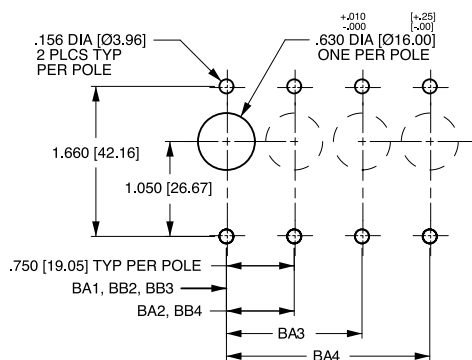 +.010 [+.25]
-.000 [-.00]
.156 DIA [Ø3.96]
2 PLCS TYP
PER POLE
.630 DIA [Ø16.00]
ONE PER POLE
1.660 [42.16]
1.050 [26.67]
.750 [19.05] TYP PER POLE
BA1, BB2, BB3
BA2, BB4
BA3
BA4